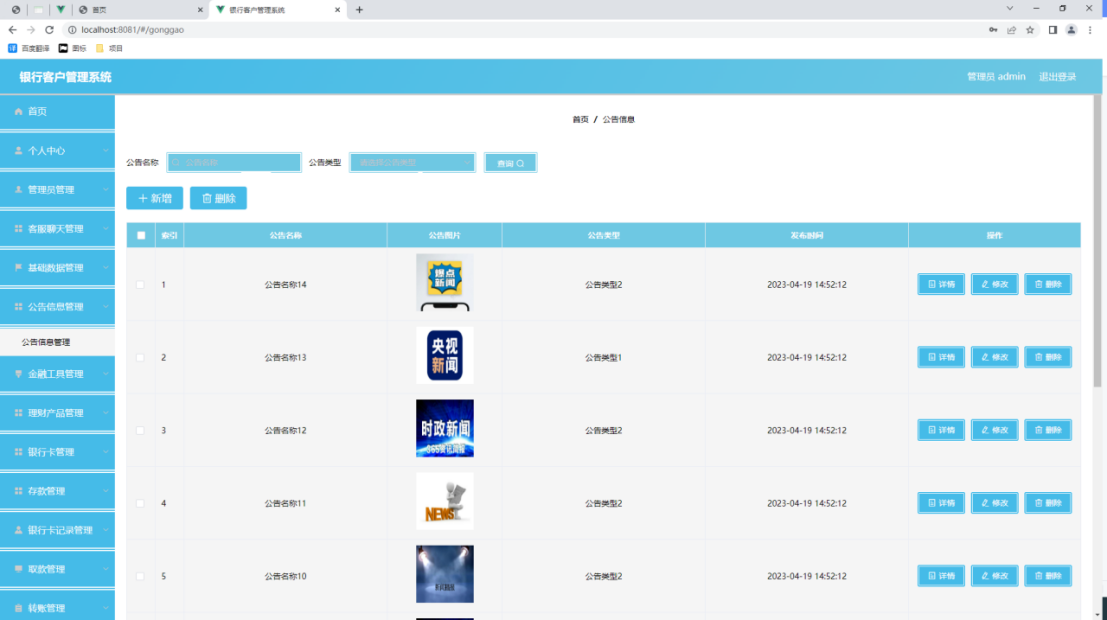 首页
银行客户管理系统
localhost:8081/#/gonggao
百度翻译 图标 项目
银行客户管理系统 管理员 admin 退出登录
首页
个人中心
管理员管理
客服聊天管理
基础数据管理
公告信息管理
公告信息管理
金融工具管理
理财产品管理
银行卡管理
存款管理
银行卡记录管理
取款管理
转账管理
首页 / 公告信息
公告名称 公告名称 公告类型 请选择公告类型 查询
新增 删除
索引 公告名称 公告图片 公告类型 发布时间 操作
1 公告名称14 爆点新闻 公告类型2 2023-04-19 14:52:12 详情 修改 删除
2 公告名称13 央视新闻 公告类型1 2023-04-19 14:52:12 详情 修改 删除
3 公告名称12 时政新闻 公告类型2 2023-04-19 14:52:12 详情 修改 删除
4 公告名称11 NEWS 公告类型2 2023-04-19 14:52:12 详情 修改 删除
5 公告名称10 公告类型2 2023-04-19 14:52:12 详情 修改 删除